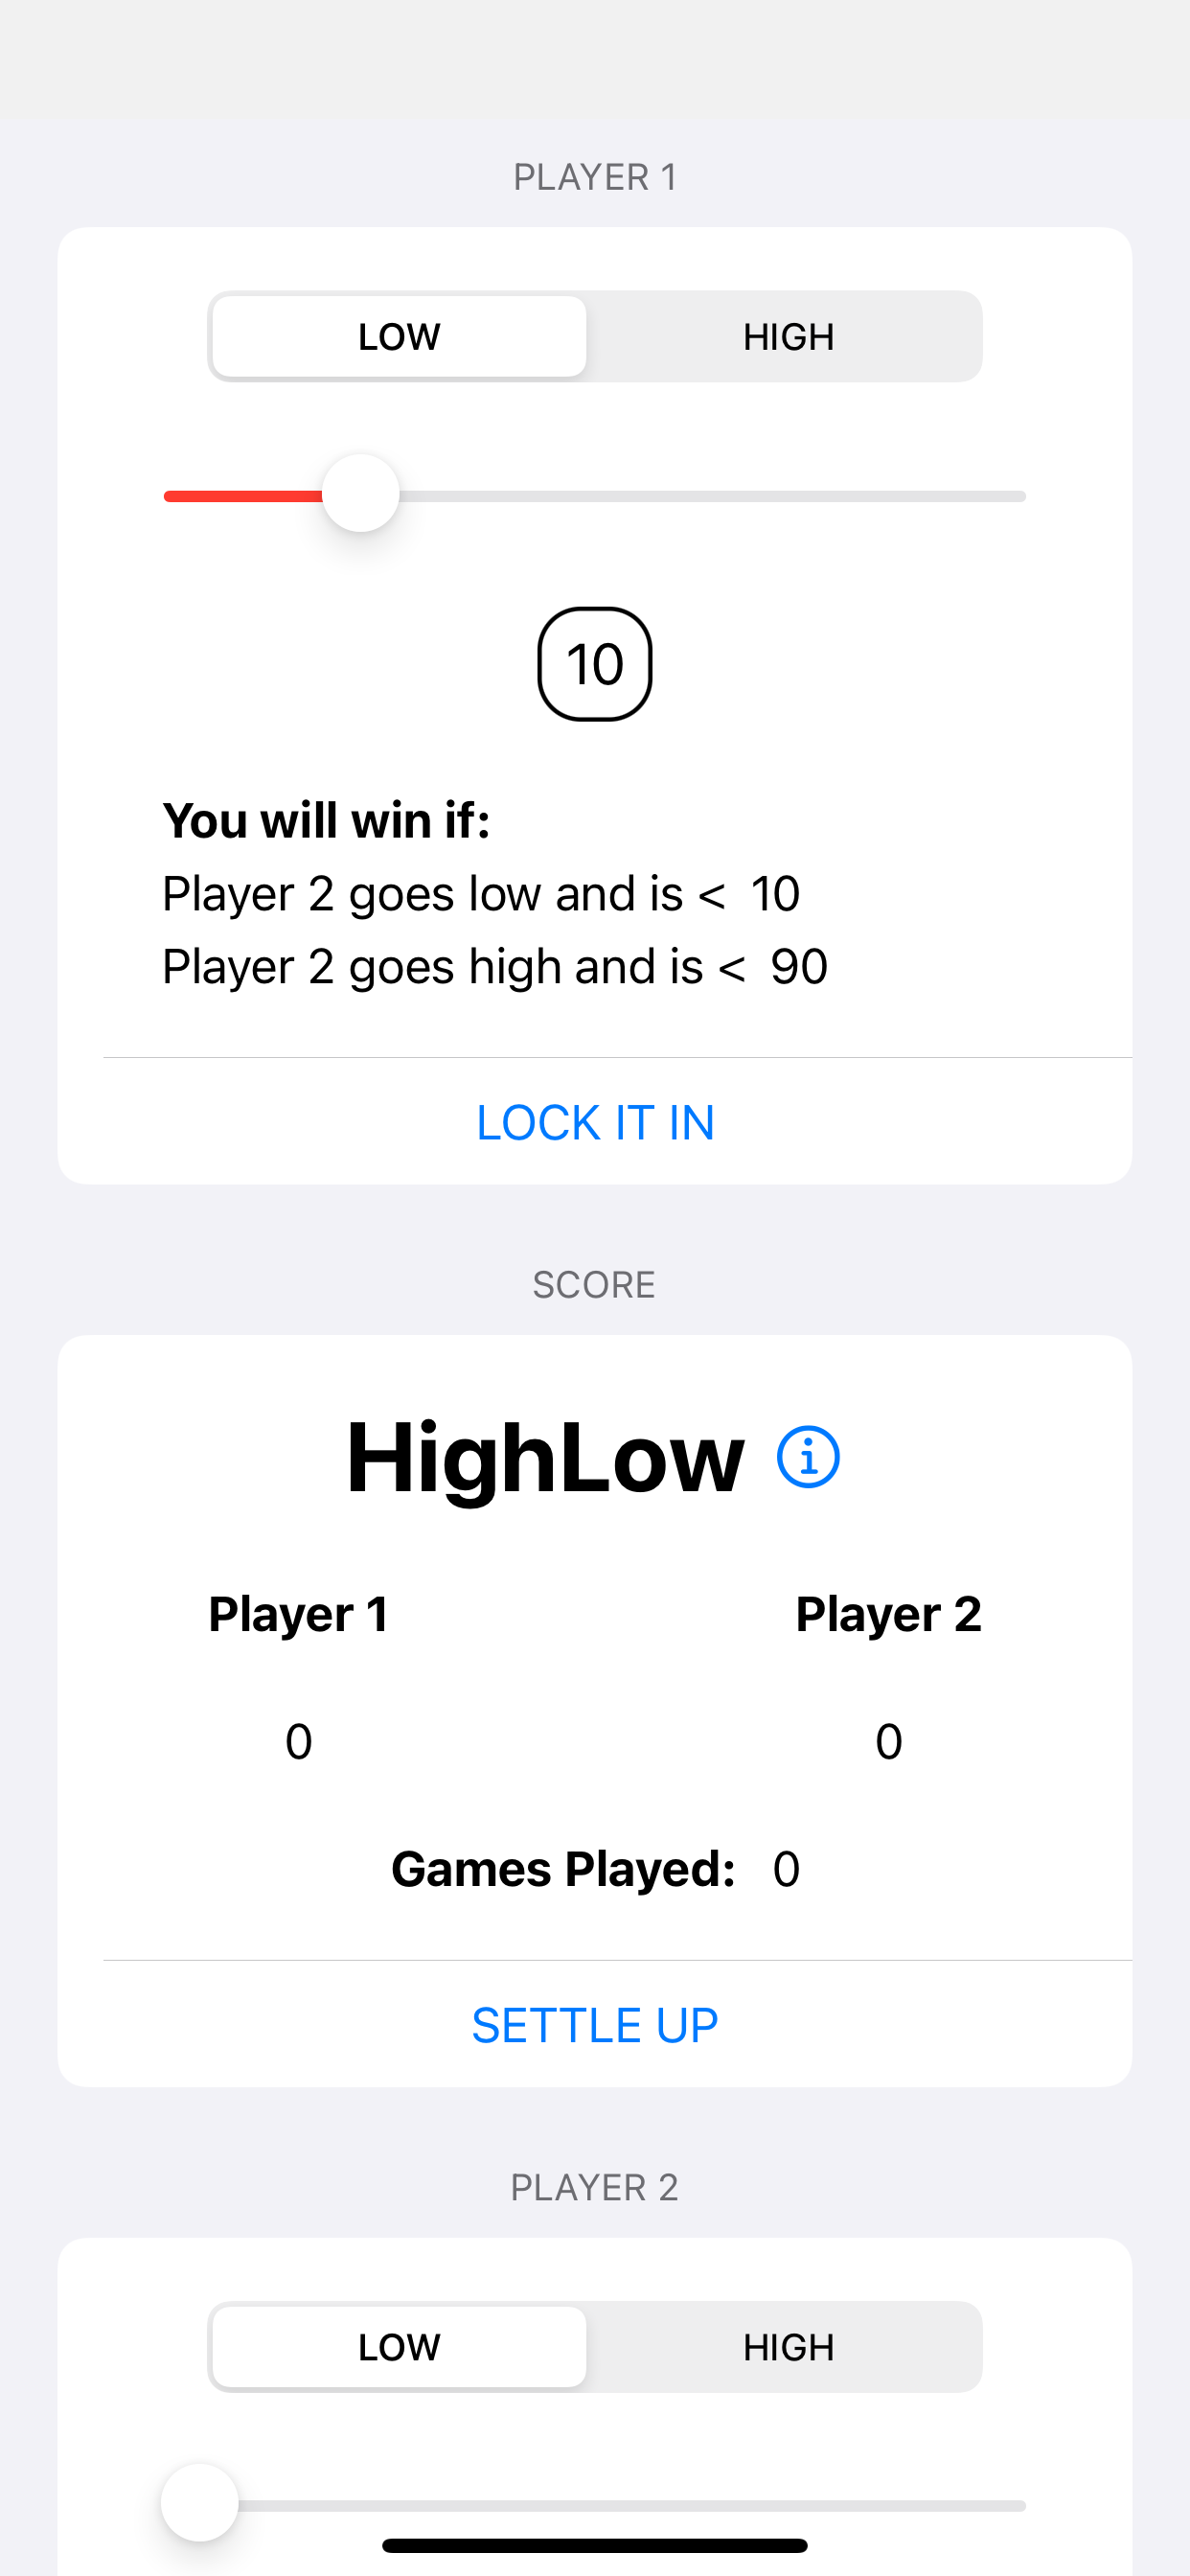 PLAYER 1
LOW HIGH
10
You will win if:
Player 2 goes low and is < 10
Player 2 goes high and is < 90
LOCK IT IN
SCORE
HighLow
Player 1 Player 2
0 0
Games Played: 0
SETTLE UP
PLAYER 2
LOW HIGH